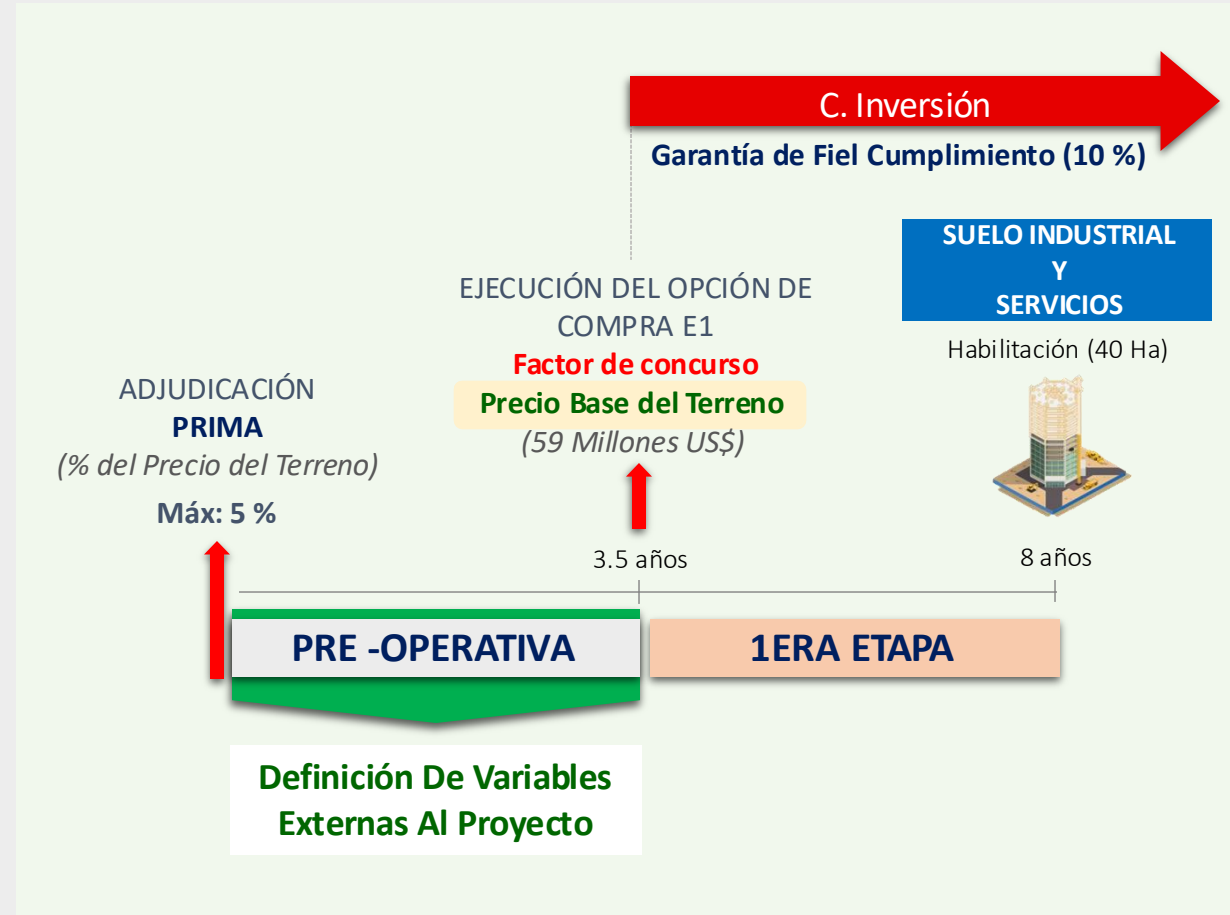 C. Inversión
Garantía de Fiel Cumplimiento (10 %)
SUELO INDUSTRIAL
Y
SERVICIOS
Habilitación (40 Ha)
EJECUCIÓN DEL OPCIÓN DE
COMPRA E1
Factor de concurso
Precio Base del Terreno
(59 Millones US$)
ADJUDICACIÓN
PRIMA
(% del Precio del Terreno)
Máx: 5 %
3.5 años
8 años
PRE -OPERATIVA
1ERA ETAPA
Definición De Variables
Externas Al Proyecto